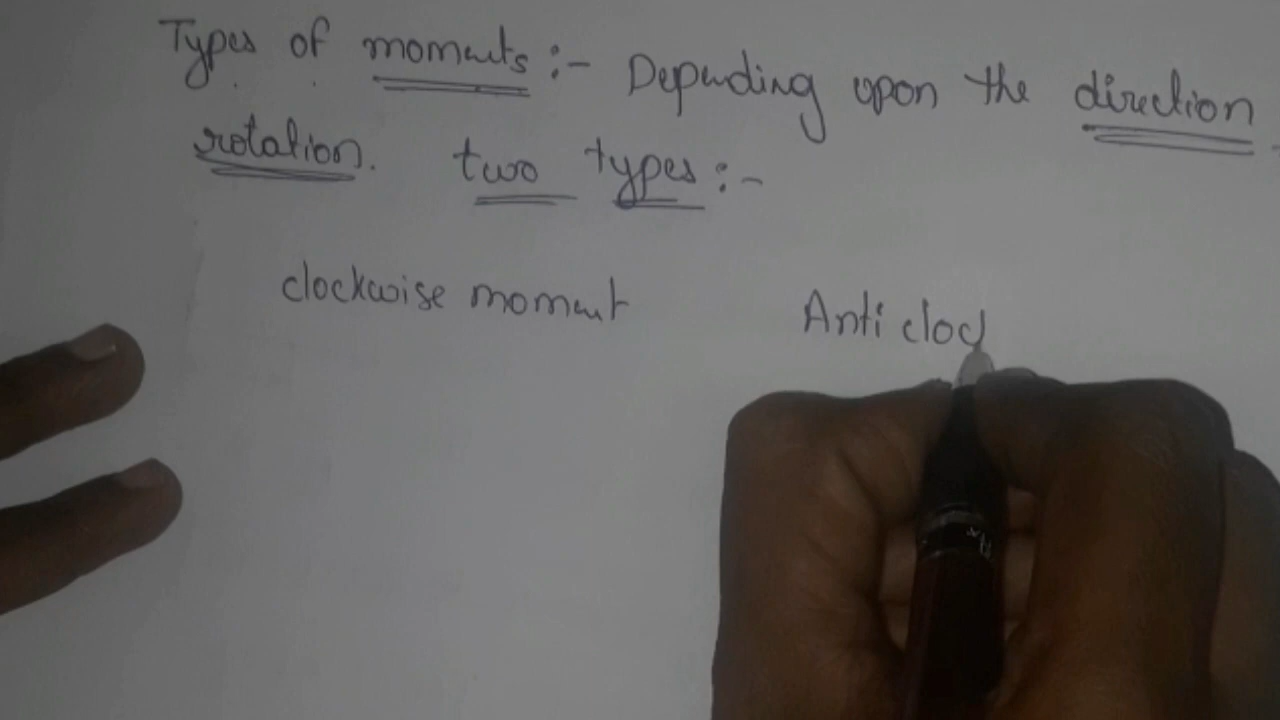 Types of moments :- Depending upon the direction
rotation. two types :-
clockwise moment Anti cloc